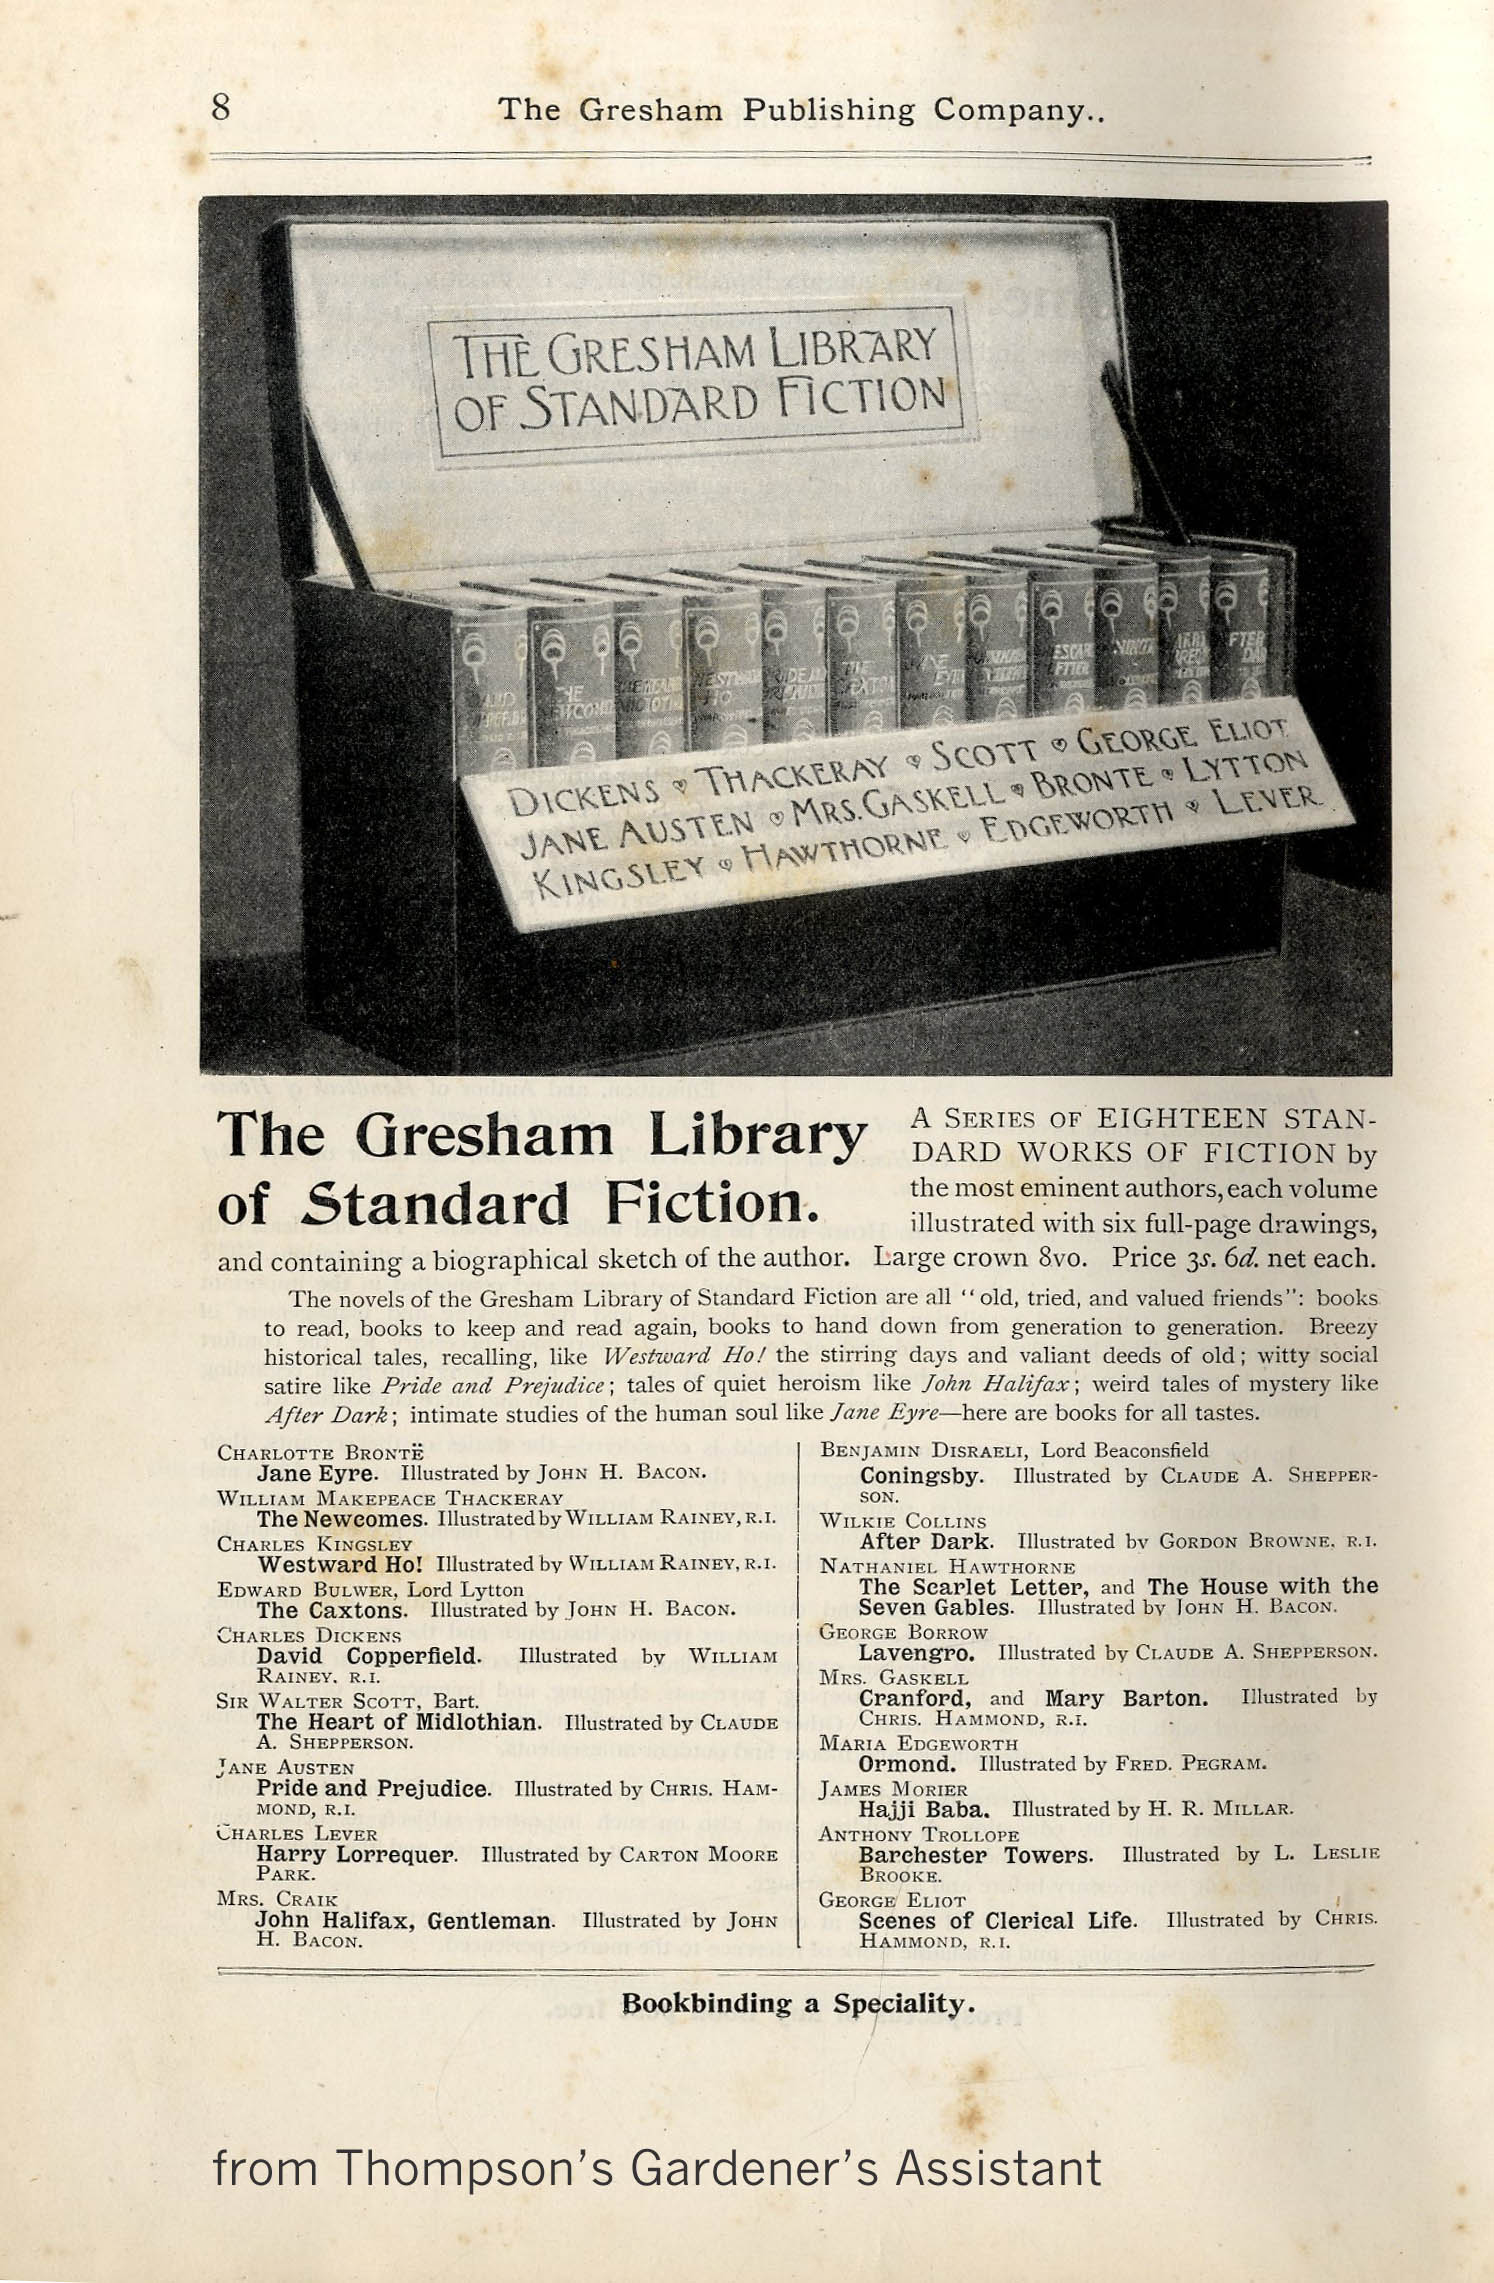 8
The Gresham Publishing Company..
THE GRESHAM LIBRARY
OF STANDARD FICTION
THE
NEWCOMES
WESTWARD
HO
THE
CAXTONS
JANE
EYRE
DICKENS THACKERAY SCOTT GEORGE ELIOT
JANE AUSTEN MRS. GASKELL BRONTE LYTTON
KINGSLEY HAWTHORNE EDGEWORTH LEVER
The Gresham Library
of Standard Fiction.
A SERIES OF EIGHTEEN STAN-
DARD WORKS OF FICTION by
the most eminent authors, each volume
illustrated with six full-page drawings,
and containing a biographical sketch of the author. Large crown 8vo. Price 3s. 6d. net each.
The novels of the Gresham Library of Standard Fiction are all "old, tried, and valued friends": books
to read, books to keep and read again, books to hand down from generation to generation. Breezy
historical tales, recalling, like Westward Ho! the stirring days and valiant deeds of old; witty social
satire like Pride and Prejudice; tales of quiet heroism like John Halifax; weird tales of mystery like
After Dark; intimate studies of the human soul like Jane Eyre—here are books for all tastes.
CHARLOTTE BRONTË
Jane Eyre. Illustrated by JOHN H. BACON.
WILLIAM MAKEPEACE THACKERAY
The Newcomes. Illustrated by WILLIAM RAINEY, R.I.
CHARLES KINGSLEY
Westward Ho! Illustrated by WILLIAM RAINEY, R.I.
EDWARD BULWER, Lord Lytton
The Caxtons. Illustrated by JOHN H. BACON.
CHARLES DICKENS
David Copperfield. Illustrated by WILLIAM
RAINEY, R.I.
SIR WALTER SCOTT, Bart.
The Heart of Midlothian. Illustrated by CLAUDE
A. SHEPPERSON.
JANE AUSTEN
Pride and Prejudice. Illustrated by CHRIS. HAM-
MOND, R.I.
CHARLES LEVER
Harry Lorrequer. Illustrated by CARTON MOORE
PARK.
MRS. CRAIK
John Halifax, Gentleman. Illustrated by JOHN
H. BACON.
BENJAMIN DISRAELI, Lord Beaconsfield
Coningsby. Illustrated by CLAUDE A. SHEPPER-
SON.
WILKIE COLLINS
After Dark. Illustrated by GORDON BROWNE, R.I.
NATHANIEL HAWTHORNE
The Scarlet Letter, and The House with the
Seven Gables. Illustrated by JOHN H. BACON.
GEORGE BORROW
Lavengro. Illustrated by CLAUDE A. SHEPPERSON.
MRS. GASKELL
Cranford, and Mary Barton. Illustrated by
CHRIS. HAMMOND, R.I.
MARIA EDGEWORTH
Ormond. Illustrated by FRED. PEGRAM.
JAMES MORIER
Hajji Baba. Illustrated by H. R. MILLAR.
ANTHONY TROLLOPE
Barchester Towers. Illustrated by L. LESLIE
BROOKE.
GEORGE ELIOT
Scenes of Clerical Life. Illustrated by CHRIS.
HAMMOND, R.I.
Bookbinding a Speciality.
from Thompson's Gardener's Assistant